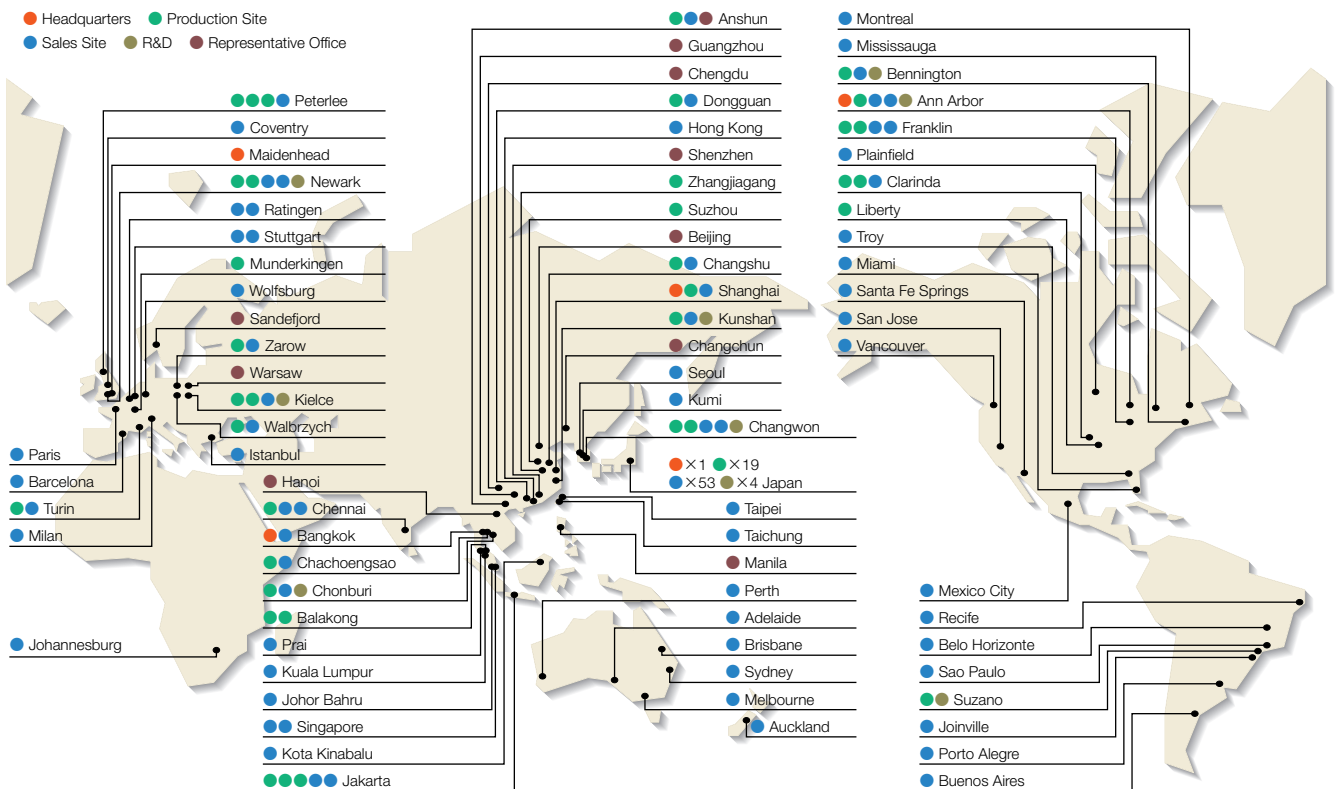 Headquarters Production Site
Sales Site R&D Representative Office
Peterlee
Coventry
Maidenhead
Newark
Ratingen
Stuttgart
Munderkingen
Wolfsburg
Sandefjord
Zarow
Warsaw
Kielce
Walbrzych
Istanbul
Paris
Barcelona
Turin
Milan
Johannesburg
Hanoi
Chennai
Bangkok
Chachoengsao
Chonburi
Balakong
Prai
Kuala Lumpur
Johor Bahru
Singapore
Kota Kinabalu
Jakarta
Anshun
Guangzhou
Chengdu
Dongguan
Hong Kong
Shenzhen
Zhangjiagang
Suzhou
Beijing
Changshu
Shanghai
Kunshan
Changchun
Seoul
Kumi
Changwon
×1 ×19
×53 ×4 Japan
Taipei
Taichung
Manila
Perth
Adelaide
Brisbane
Sydney
Melbourne
Auckland
Montreal
Mississauga
Bennington
Ann Arbor
Franklin
Plainfield
Clarinda
Liberty
Troy
Miami
Santa Fe Springs
San Jose
Vancouver
Mexico City
Recife
Belo Horizonte
Sao Paulo
Suzano
Joinville
Porto Alegre
Buenos Aires